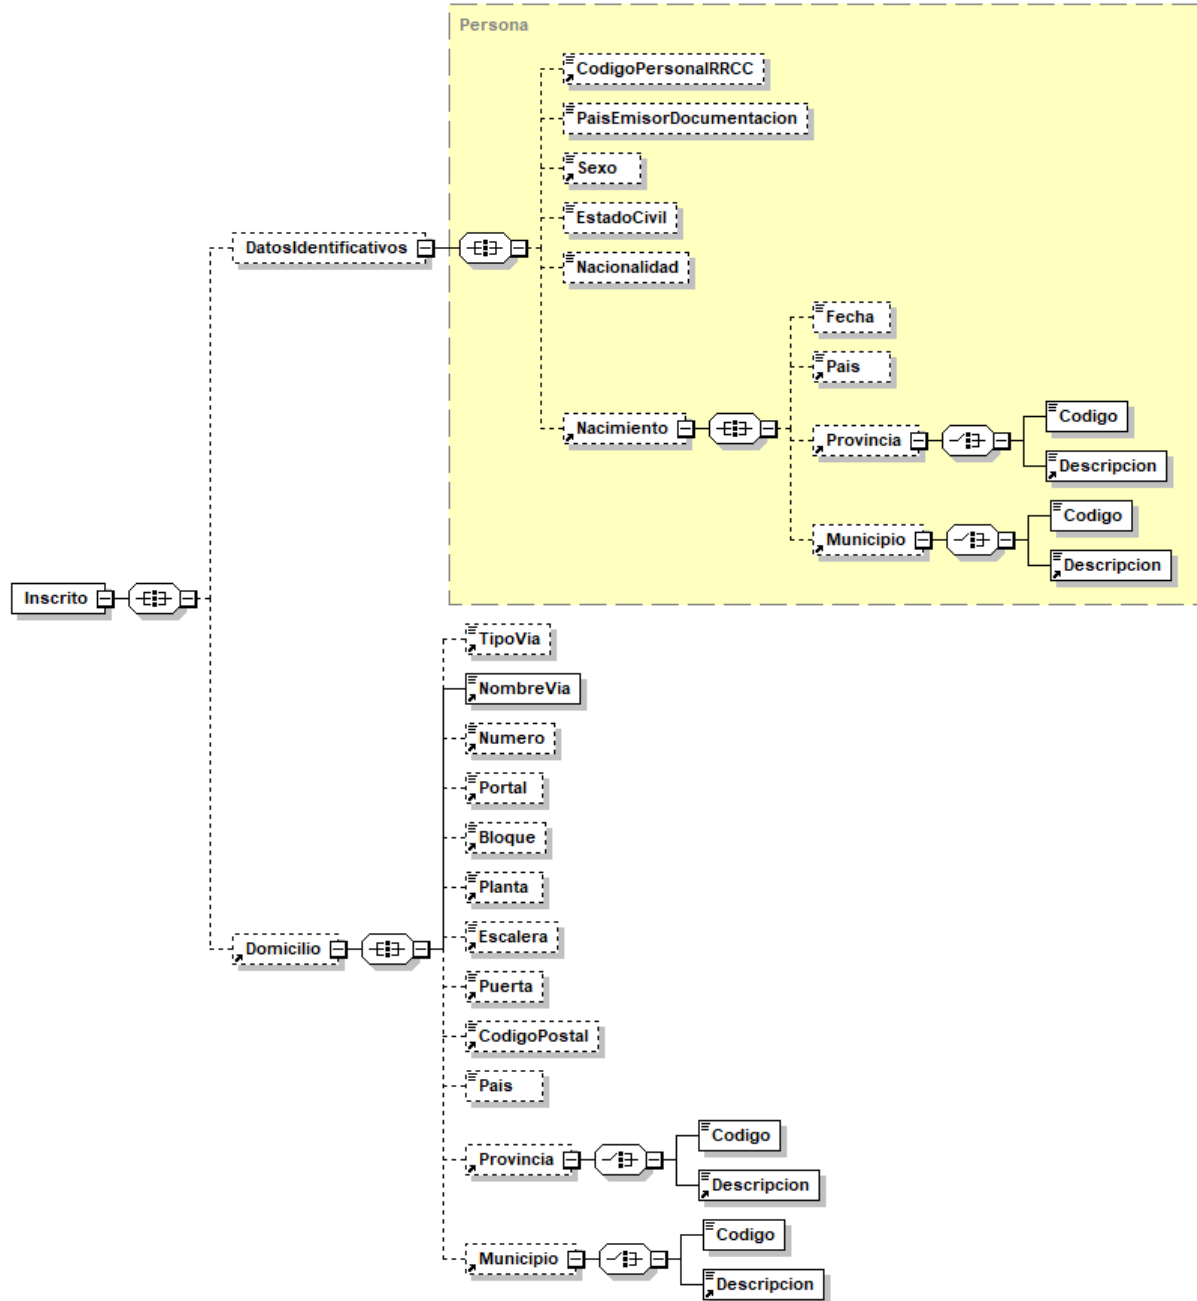 Persona
CodigoPersonalRRCC
PaisEmisorDocumentacion
Sexo
EstadoCivil
DatosIdentificativos
Nacionalidad
Fecha
Pais
Nacimiento
Provincia
Codigo
Descripcion
Municipio
Codigo
Descripcion
Inscrito
TipoVia
NombreVia
Numero
Portal
Bloque
Planta
Escalera
Domicilio
Puerta
CodigoPostal
Pais
Provincia
Codigo
Descripcion
Municipio
Codigo
Descripcion